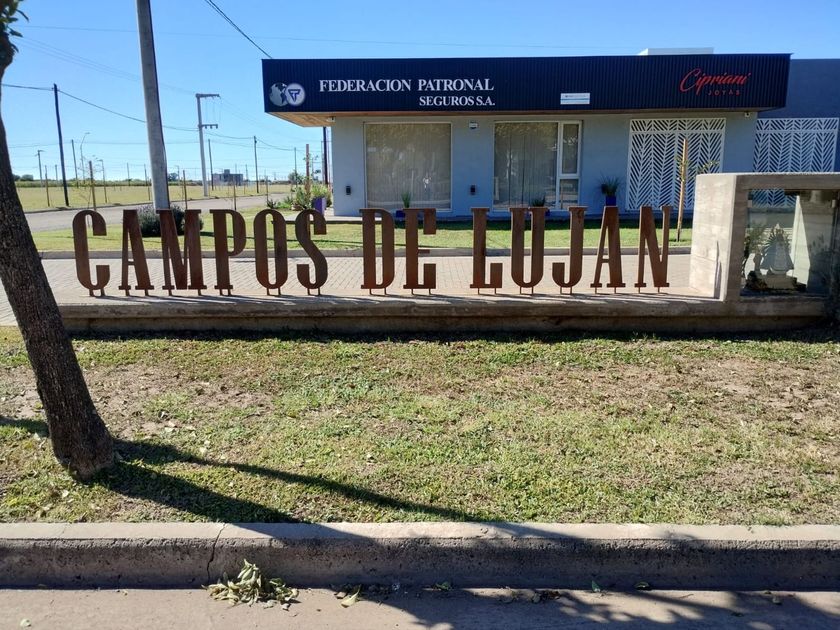 FEDERACION PATRONAL
SEGUROS S.A.
Cipriani
JOYAS
CAMPOS DE LUJAN